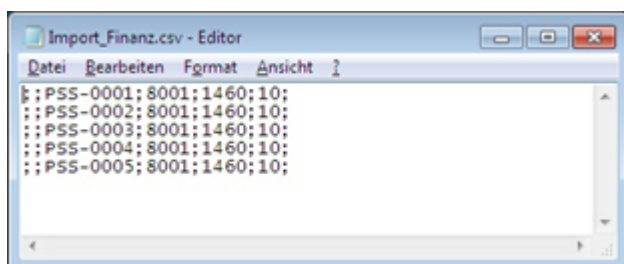 Import_Finanz.csv - Editor
Datei Bearbeiten Format Ansicht ?
;;PSS-0001;8001;1460;10;
;;PSS-0002;8001;1460;10;
;;PSS-0003;8001;1460;10;
;;PSS-0004;8001;1460;10;
;;PSS-0005;8001;1460;10;